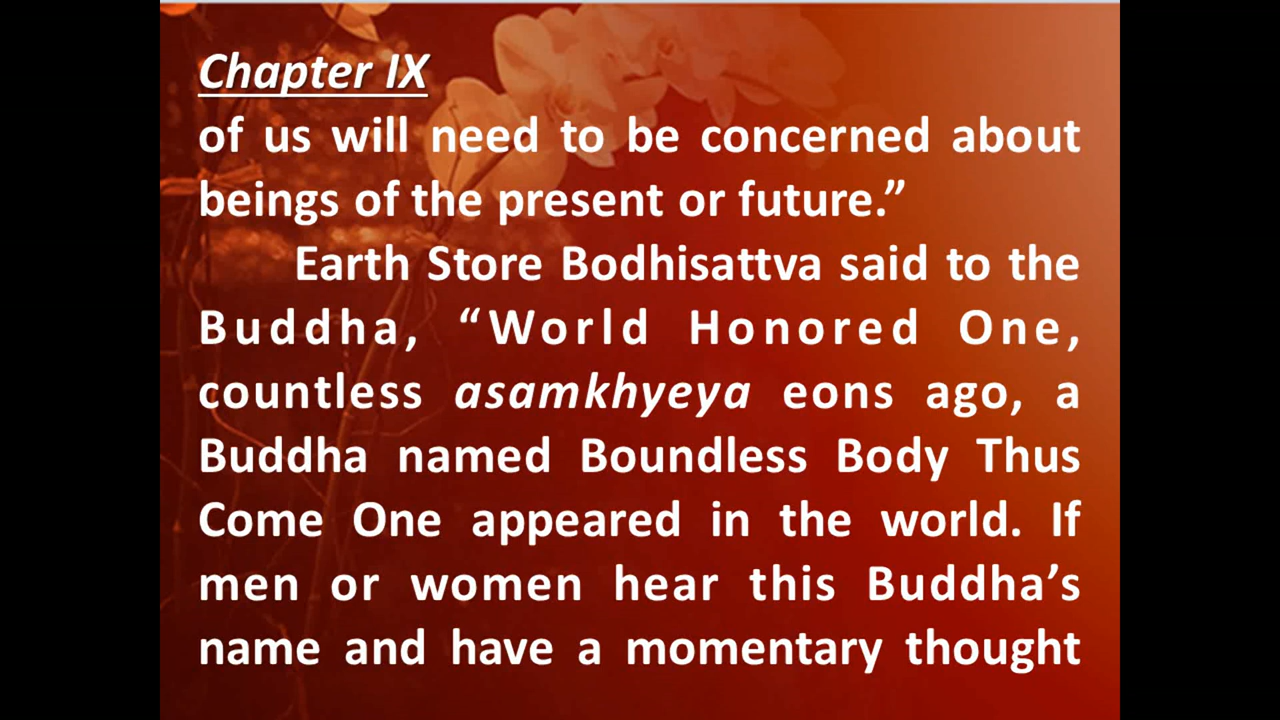 Chapter IX
of us will need to be concerned about
beings of the present or future.”
Earth Store Bodhisattva said to the
Buddha, “World Honored One,
countless asamkhyeya eons ago, a
Buddha named Boundless Body Thus
Come One appeared in the world. If
men or women hear this Buddha’s
name and have a momentary thought